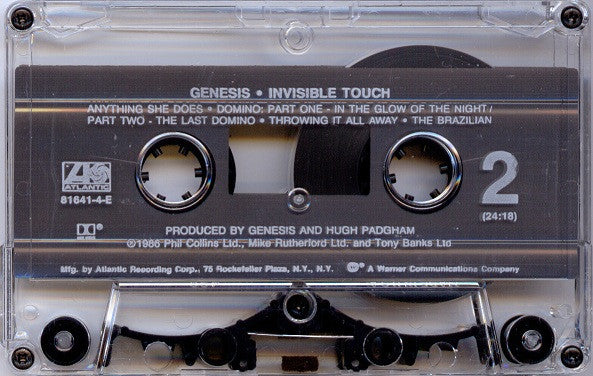 GENESIS • INVISIBLE TOUCH
ANYTHING SHE DOES • DOMINO: PART ONE - IN THE GLOW OF THE NIGHT/
PART TWO - THE LAST DOMINO • THROWING IT ALL AWAY • THE BRAZILIAN
ATLANTIC
81641-4-E
2
(24:18)
PRODUCED BY GENESIS AND HUGH PADGHAM
℗1986 Phil Collins Ltd., Mike Rutherford Ltd. and Tony Banks Ltd
Mfg. by Atlantic Recording Corp., 75 Rockefeller Plaza, N.Y., N.Y. A Warner Communications Company